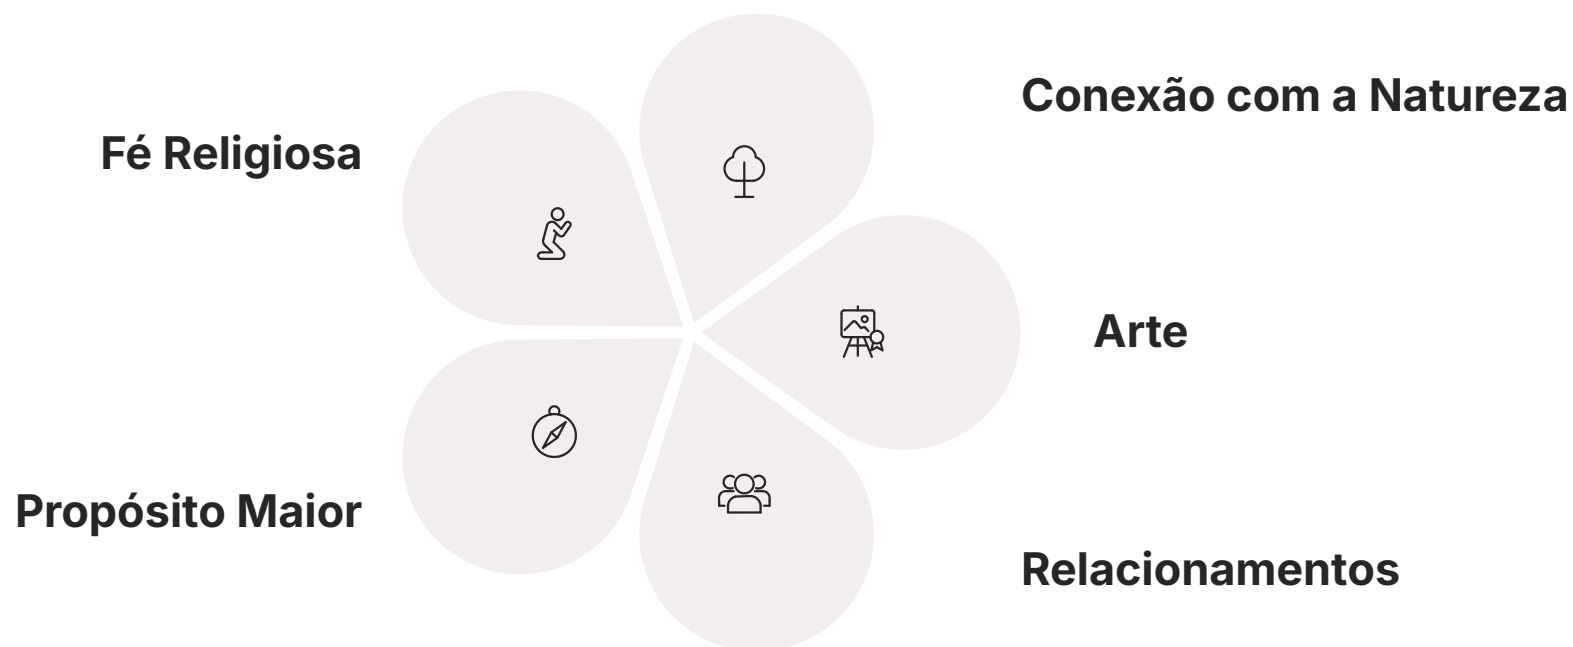 Conexão com a Natureza
Fé Religiosa
Arte
Propósito Maior
Relacionamentos